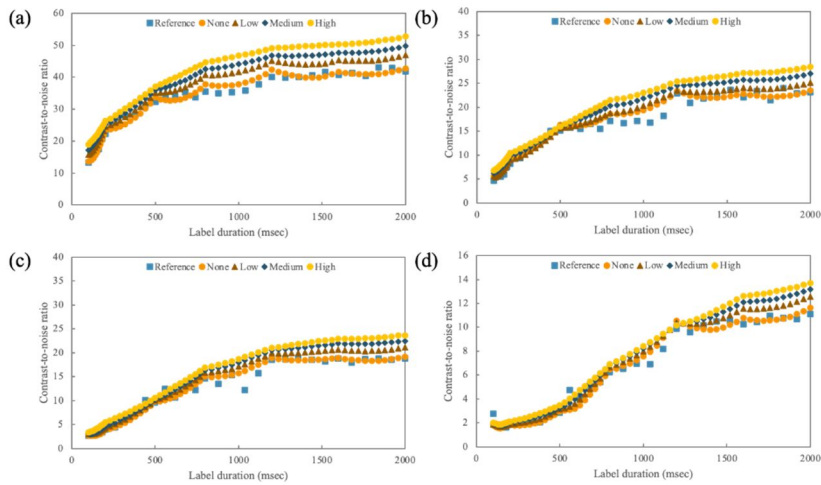 (a)
Reference None Low Medium High
60
50
40
30
20
10
0
Contrast-to-noise ratio
0 500 1000 1500 2000
Label duration (msec)
(b)
Reference None Low Medium High
40
35
30
25
20
15
10
5
0
Contrast-to-noise ratio
0 500 1000 1500 2000
Label duration (msec)
(c)
Reference None Low Medium High
40
35
30
25
20
15
10
5
0
Contrast-to-noise ratio
0 500 1000 1500 2000
Label duration (msec)
(d)
Reference None Low Medium High
16
14
12
10
8
6
4
2
0
Contrast-to-noise ratio
0 500 1000 1500 2000
Label duration (msec)